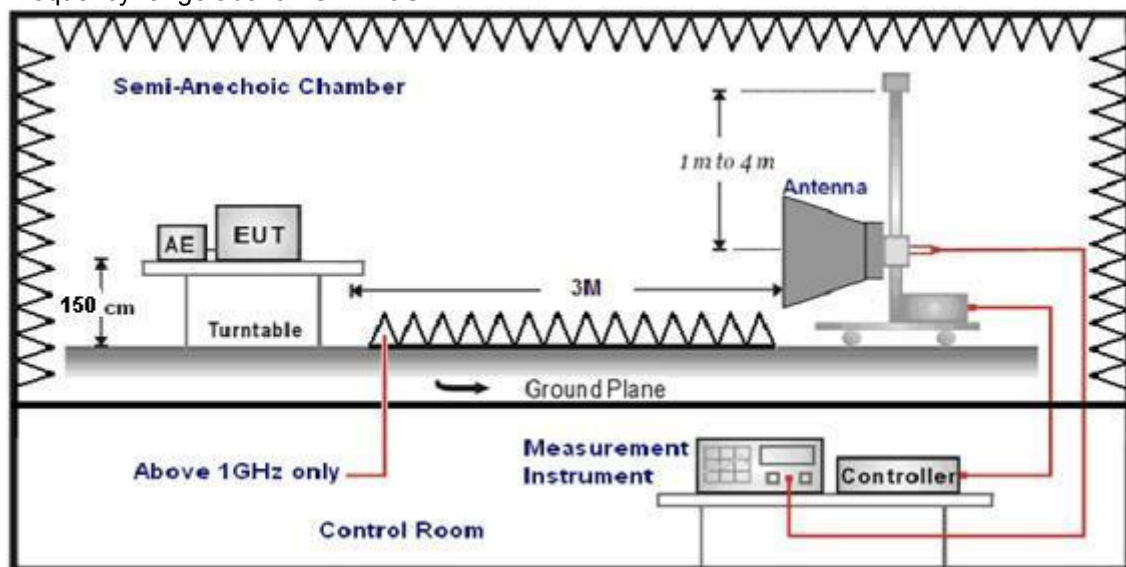 Semi-Anechoic Chamber
1 m to 4 m
Antenna
AE
EUT
150 cm
3M
Turntable
Ground Plane
Above 1GHz only
Measurement
Instrument
Controller
Control Room